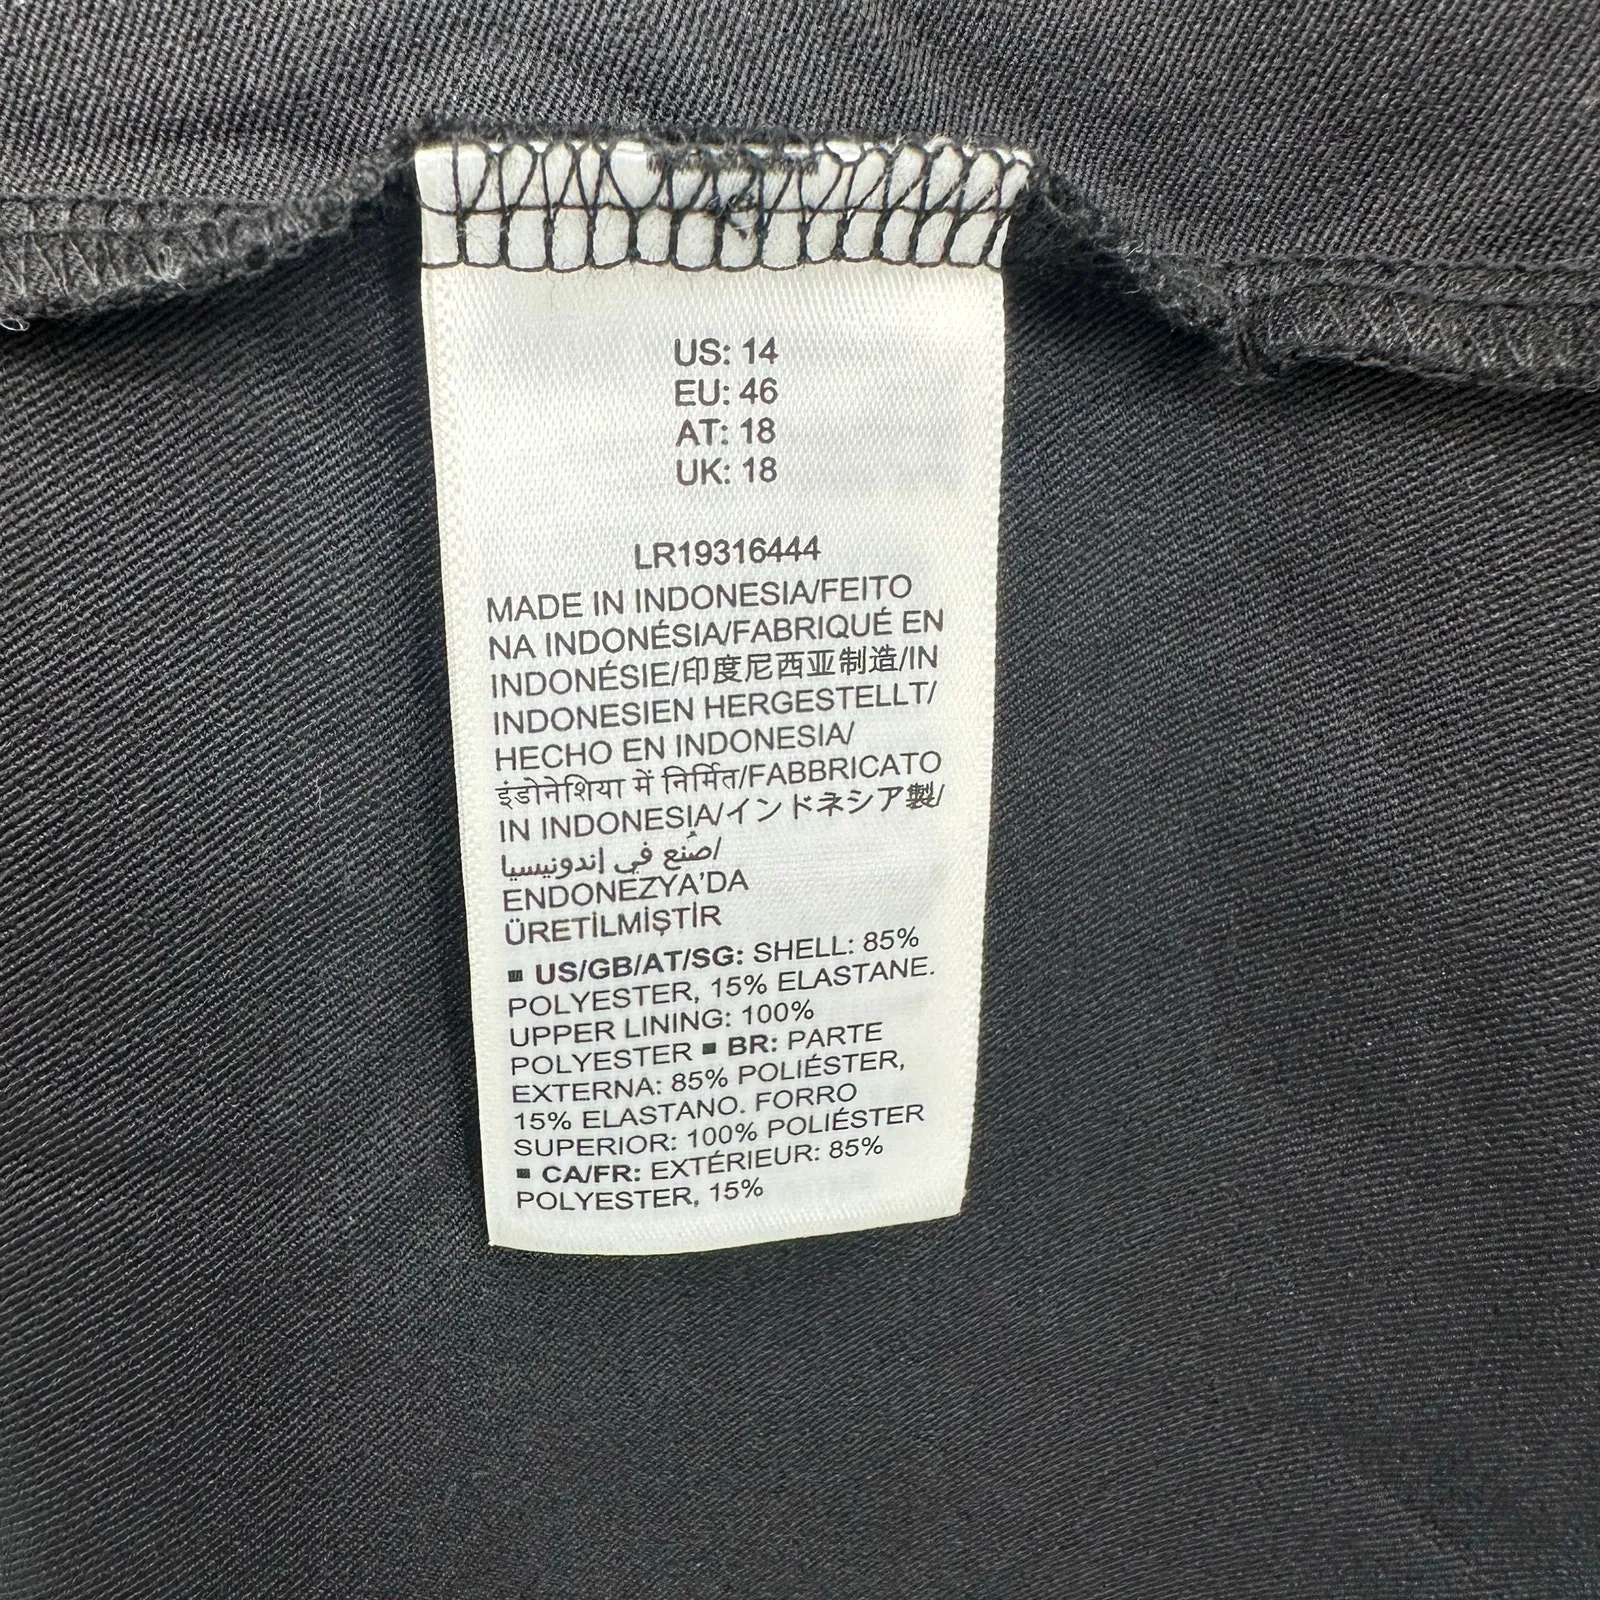 US: 14
EU: 46
AT: 18
UK: 18
LR19316444
MADE IN INDONESIA/FEITO
NA INDONÉSIA/FABRIQUÉ EN
INDONÉSIE/印度尼西亚制造/IN
INDONESIEN HERGESTELLT/
HECHO EN INDONESIA/
इंडोनेशिया में निर्मित/FABBRICATO
IN INDONESIA/インドネシア製/
صُنع في إندونيسيا/
ENDONEZYA'DA
ÜRETİLMİŞTİR
▪ US/GB/AT/SG: SHELL: 85%
POLYESTER, 15% ELASTANE.
UPPER LINING: 100%
POLYESTER ▪ BR: PARTE
EXTERNA: 85% POLIÉSTER,
15% ELASTANO. FORRO
SUPERIOR: 100% POLIÉSTER
▪ CA/FR: EXTÉRIEUR: 85%
POLYESTER, 15%